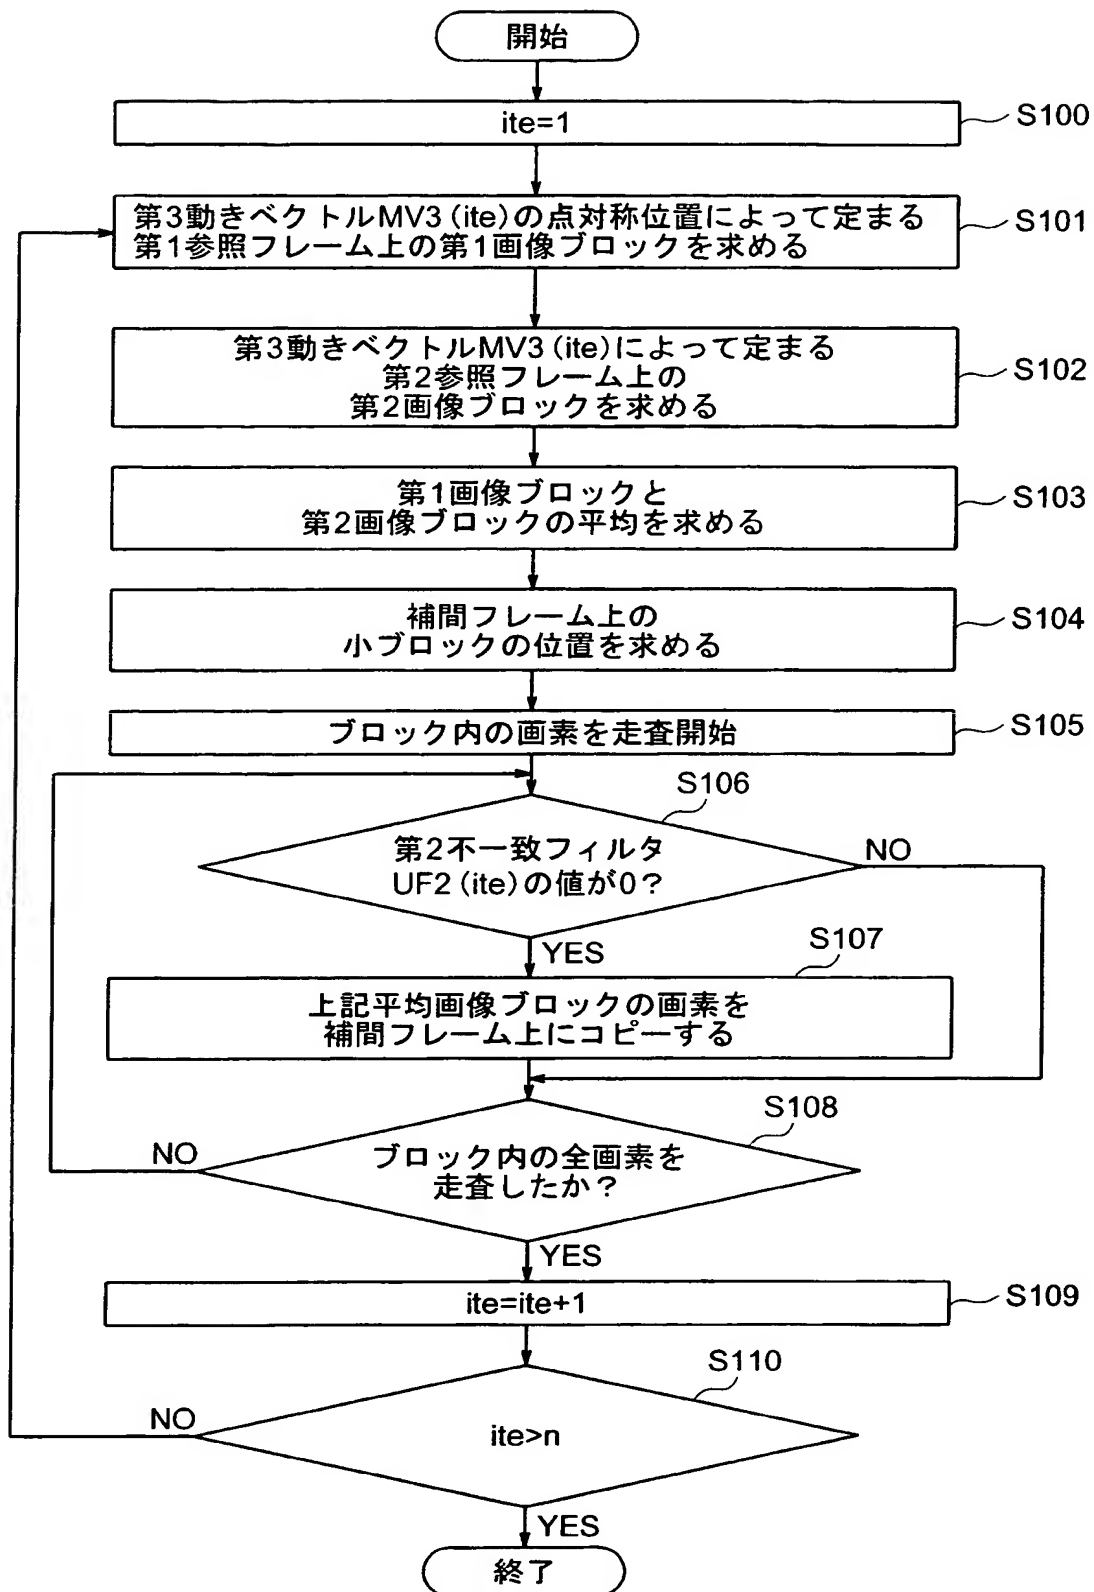 開始
ite=1
S100
第3動きベクトルMV3(ite)の点対称位置によって定まる
第1参照フレーム上の第1画像ブロックを求める
S101
第3動きベクトルMV3(ite)によって定まる
第2参照フレーム上の
第2画像ブロックを求める
S102
第1画像ブロックと
第2画像ブロックの平均を求める
S103
補間フレーム上の
小ブロックの位置を求める
S104
ブロック内の画素を走査開始
S105
S106
第2不一致フィルタ
UF2(ite)の値が0?
NO
YES
S107
上記平均画像ブロックの画素を
補間フレーム上にコピーする
S108
NO
ブロック内の全画素を
走査したか?
YES
ite=ite+1
S109
S110
NO
ite>n
YES
終了